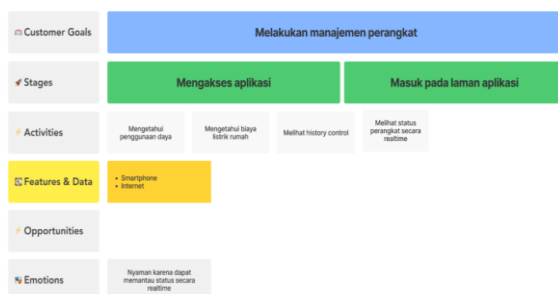 Customer Goals
Melakukan manajemen perangkat
Stages
Mengakses aplikasi
Masuk pada laman aplikasi
Activities
Mengetahui
penggunaan daya
Mengetahui biaya
listrik rumah
Melihat history control
Melihat status
perangkat secara
realtime
Features & Data
• Smartphone
• Internet
Opportunities
Emotions
Nyaman karena dapat
memantau status secara
realtime